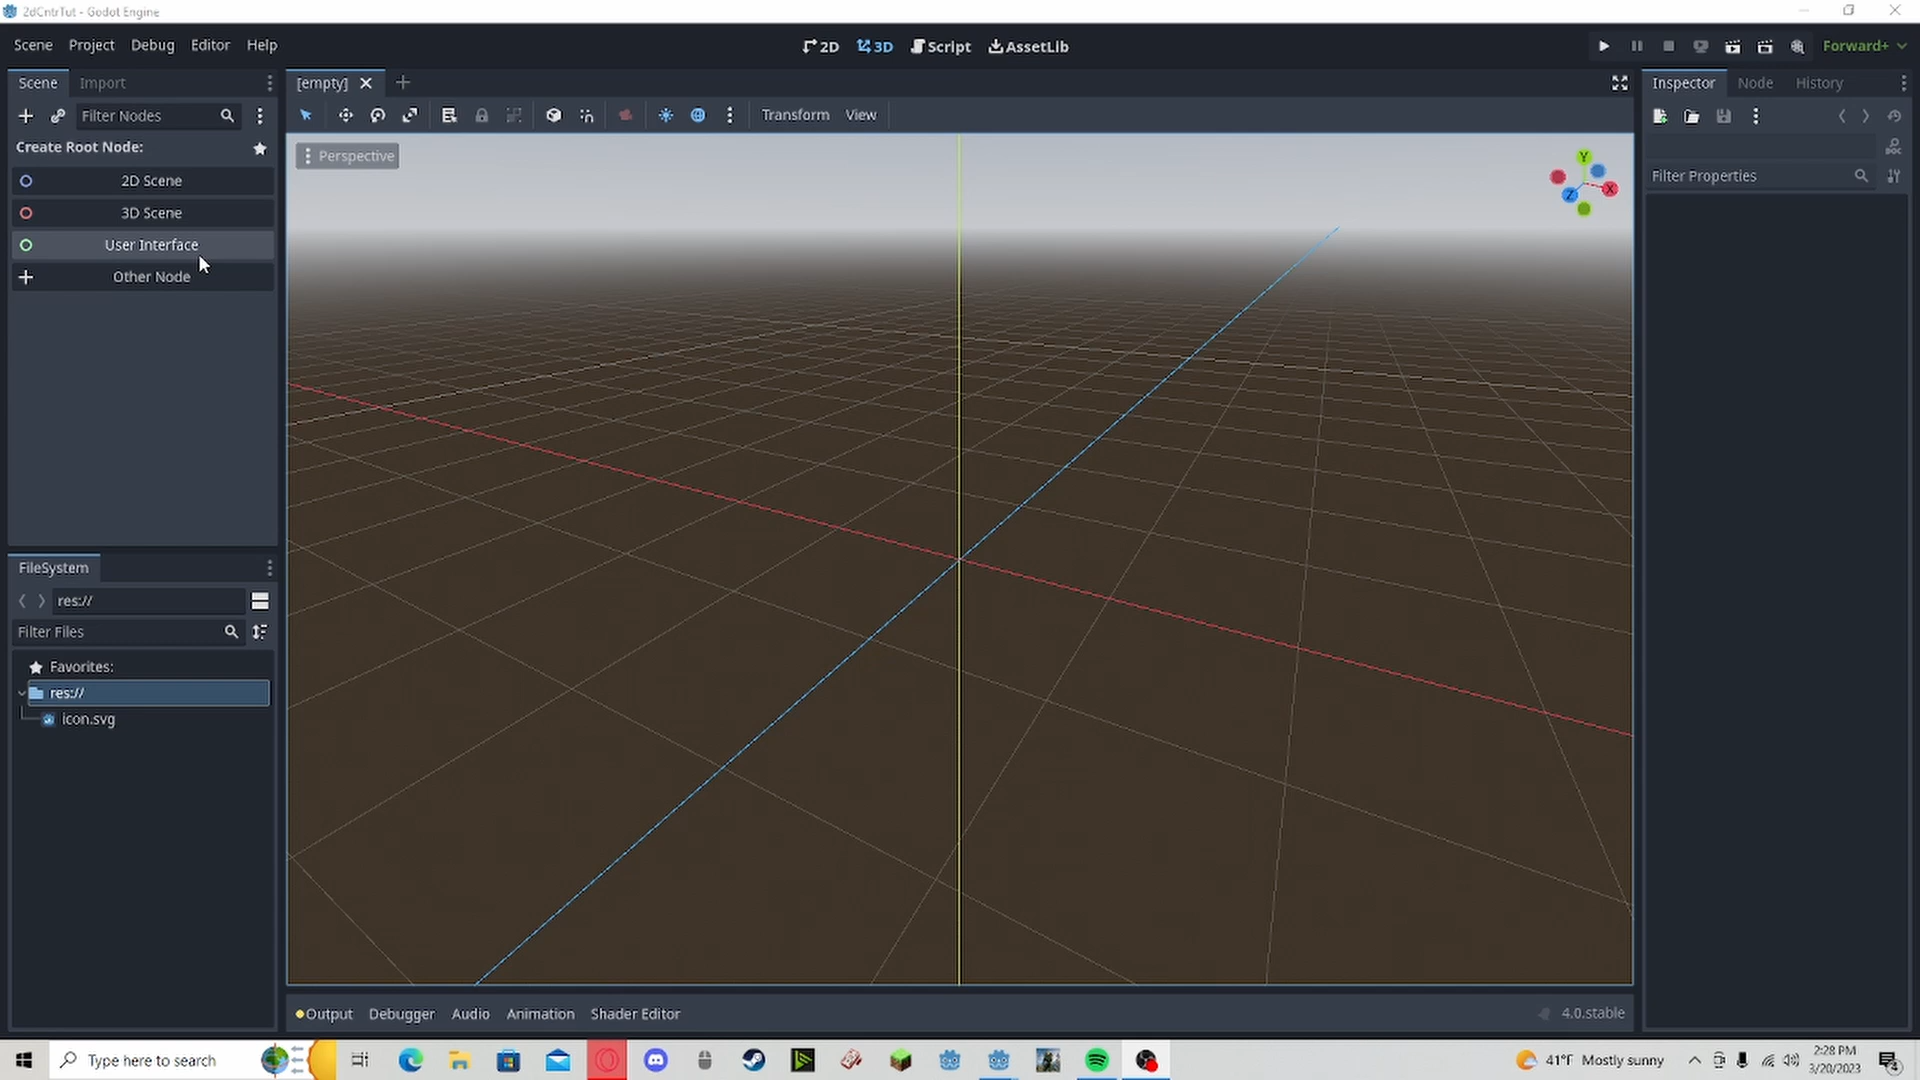 2dCntrTut - Godot Engine
Scene Project Debug Editor Help
2D 3D Script AssetLib
Forward+
Scene Import
[empty]
Inspector Node History
Filter Nodes
Transform View
Create Root Node:
Perspective
2D Scene
3D Scene
User Interface
Other Node
Filter Properties
Y
X
Z
FileSystem
res://
Filter Files
Favorites:
res://
icon.svg
Output Debugger Audio Animation Shader Editor
4.0.stable
Type here to search
41°F Mostly sunny
2:28 PM
3/20/2023
4